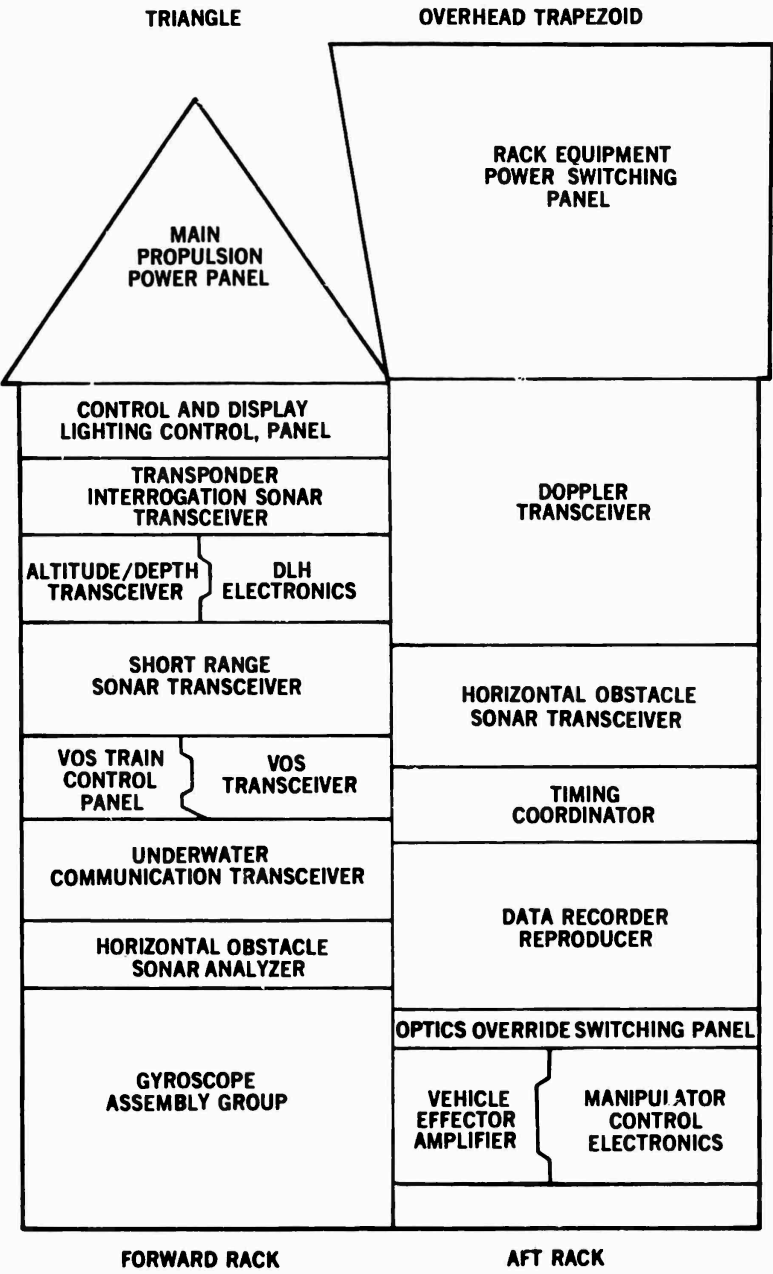 TRIANGLE
OVERHEAD TRAPEZOID
MAIN
PROPULSION
POWER PANEL
RACK EQUIPMENT
POWER SWITCHING
PANEL
CONTROL AND DISPLAY
LIGHTING CONTROL, PANEL
TRANSPONDER
INTERROGATION SONAR
TRANSCEIVER
ALTITUDE/DEPTH
TRANSCEIVER
DLH
ELECTRONICS
SHORT RANGE
SONAR TRANSCEIVER
VOS TRAIN
CONTROL
PANEL
VOS
TRANSCEIVER
UNDERWATER
COMMUNICATION TRANSCEIVER
HORIZONTAL OBSTACLE
SONAR ANALYZER
GYROSCOPE
ASSEMBLY GROUP
DOPPLER
TRANSCEIVER
HORIZONTAL OBSTACLE
SONAR TRANSCEIVER
TIMING
COORDINATOR
DATA RECORDER
REPRODUCER
OPTICS OVERRIDE SWITCHING PANEL
VEHICLE
EFFECTOR
AMPLIFIER
MANIPULATOR
CONTROL
ELECTRONICS
FORWARD RACK
AFT RACK